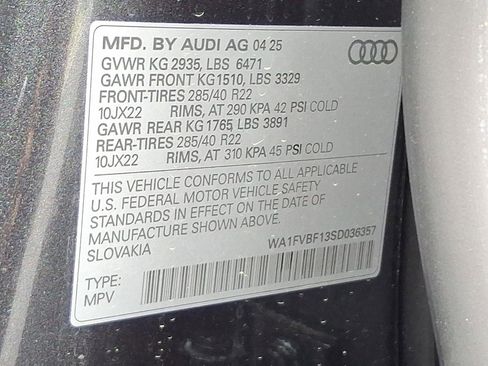 MFD. BY AUDI AG 04 25
GVWR KG 2935, LBS 6471
GAWR FRONT KG1510, LBS 3329
FRONT-TIRES 285/40 R22
10JX22 RIMS, AT 290 KPA 42 PSI COLD
GAWR REAR KG 1765, LBS 3891
REAR-TIRES 285/40 R22
10JX22 RIMS, AT 310 KPA 45 PSI COLD
THIS VEHICLE CONFORMS TO ALL APPLICABLE
U.S. FEDERAL MOTOR VEHICLE SAFETY
STANDARDS IN EFFECT ON THE DATE OF
MANUFACTURE SHOWN ABOVE.
SLOVAKIA WA1FVBF13SD036357
TYPE:
MPV